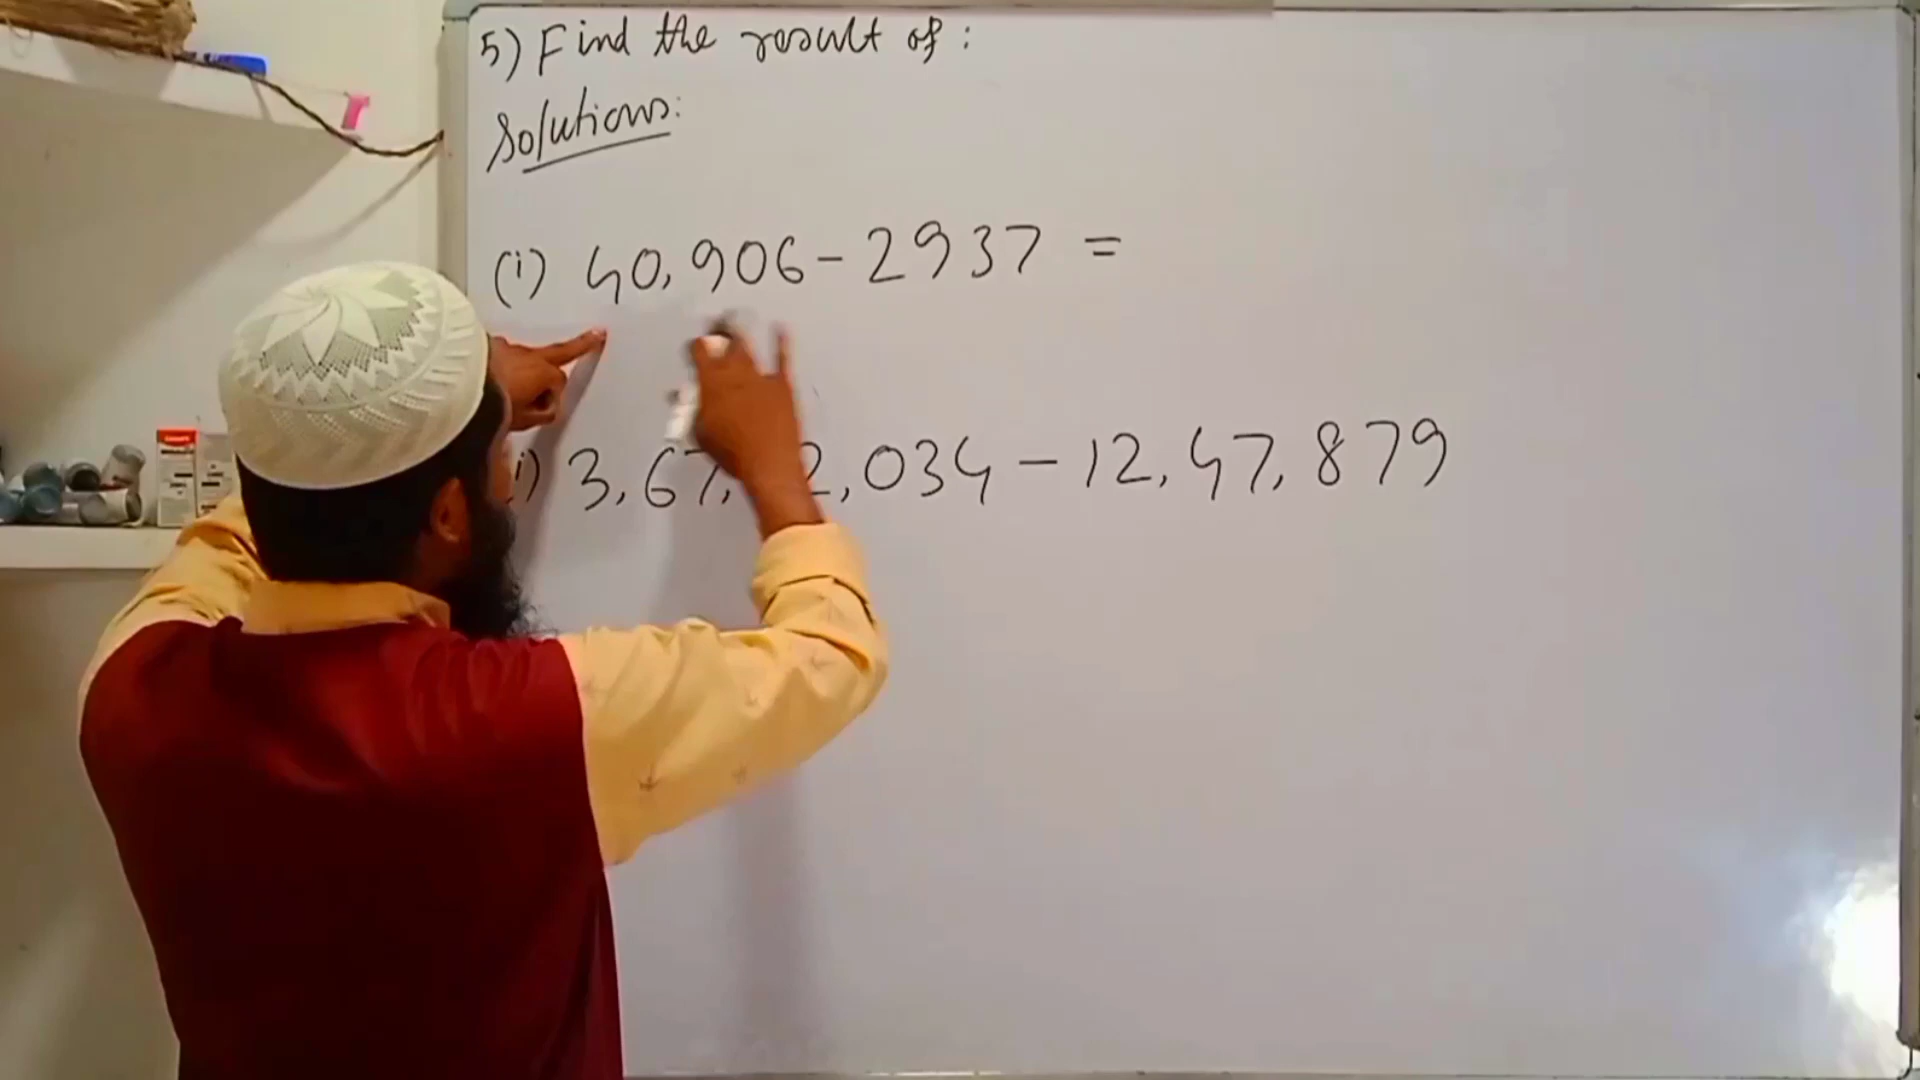 5) Find the result of :
Solutions:
(i) 40,906 - 2937 =
i) 3,67, 2,034 - 12,47,879